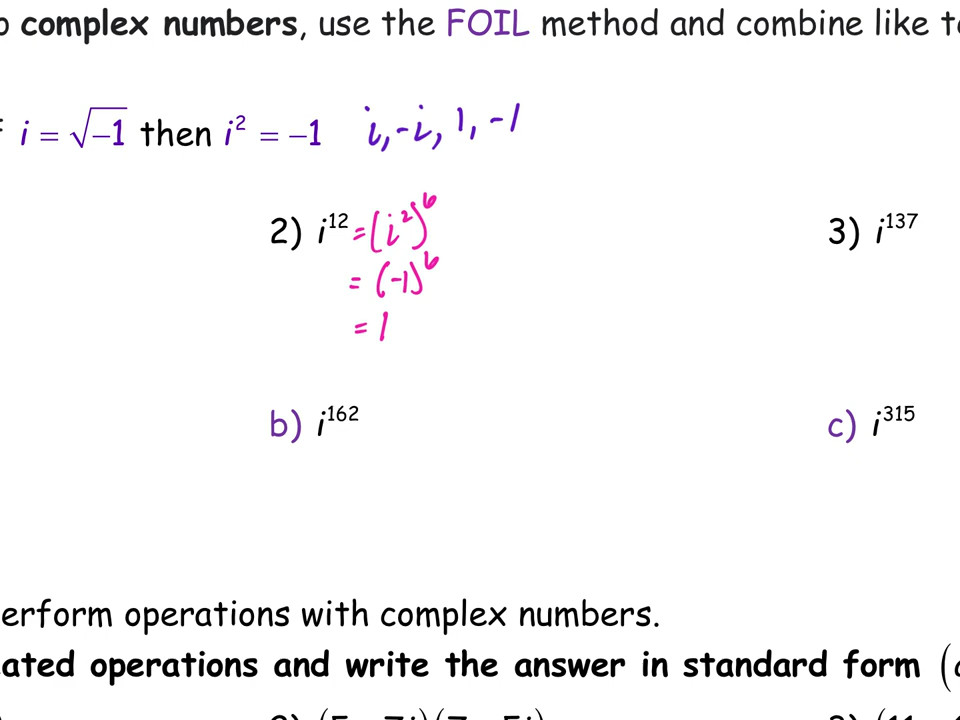 complex numbers, use the FOIL method and combine like
i = √−1 then i² = −1 i, -i, 1, -1
2) i¹² = (i²)⁶
= (-1)⁶
= 1
3) i¹³⁷
b) i¹⁶²
c) i³¹⁵
erform operations with complex numbers.
ated operations and write the answer in standard form (